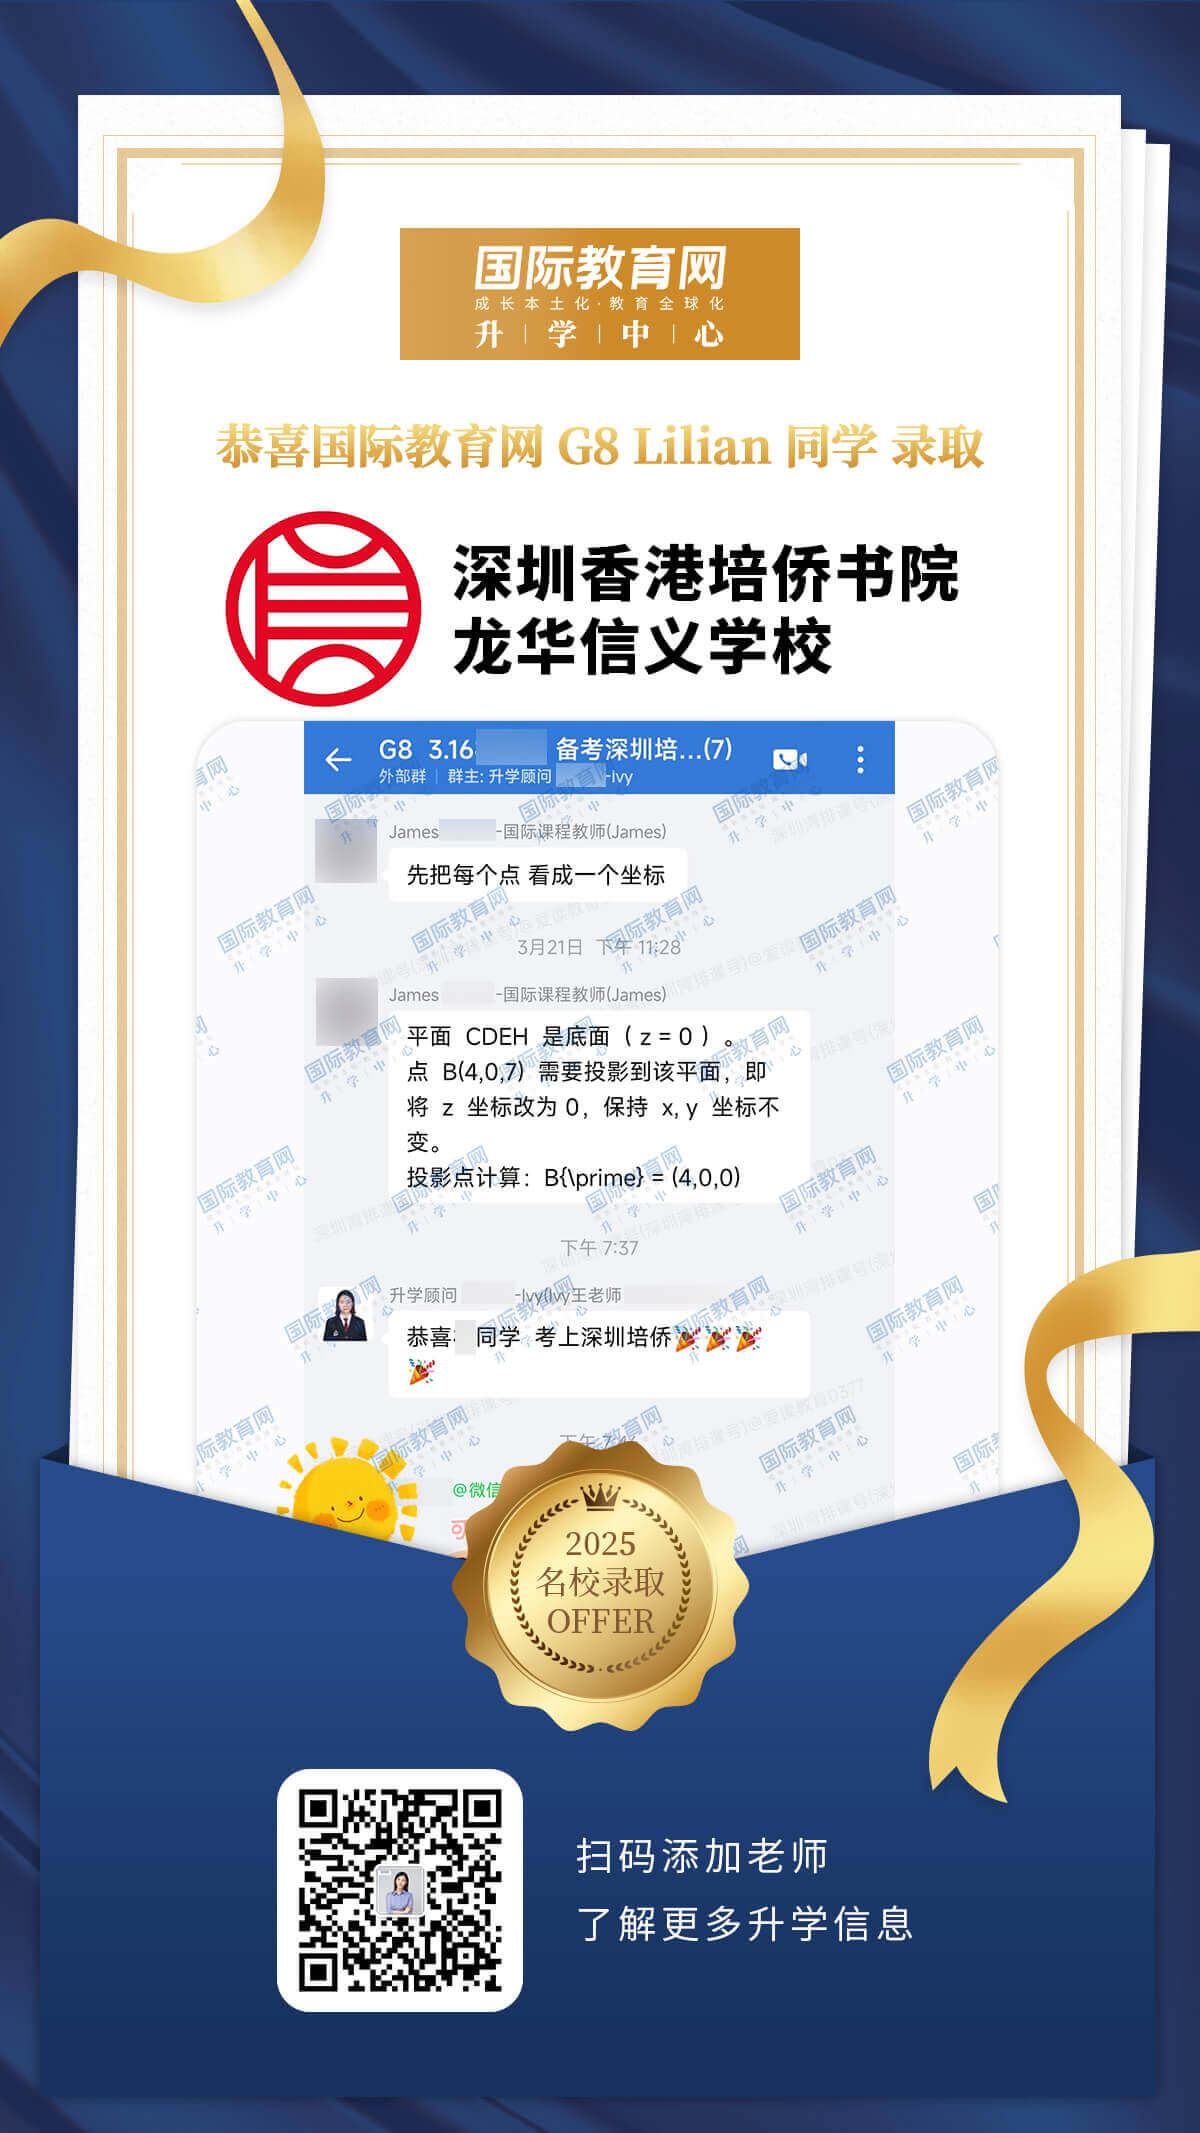 国际教育网
成长本土化·教育全球化
升|学|中|心
恭喜国际教育网 G8 Lilian 同学 录取
深圳香港培侨书院
龙华信义学校
G8 3.16 备考深圳培...(7)
外部群 | 群主: 升学顾问 -Ivy
James -国际课程教师(James)
先把每个点 看成一个坐标
3月21日 下午 11:28
James -国际课程教师(James)
平面 CDEH 是底面（ z = 0 ）。
点 B(4,0,7) 需要投影到该平面，即
将 z 坐标改为 0，保持 x, y 坐标不
变。
投影点计算：B{\prime} = (4,0,0)
下午 7:37
升学顾问 -Ivy(Ivy王老师
恭喜 同学 考上深圳培侨🎉🎉🎉
🎉
下午 7:44
@微信
2025
名校录取
OFFER
扫码添加老师
了解更多升学信息